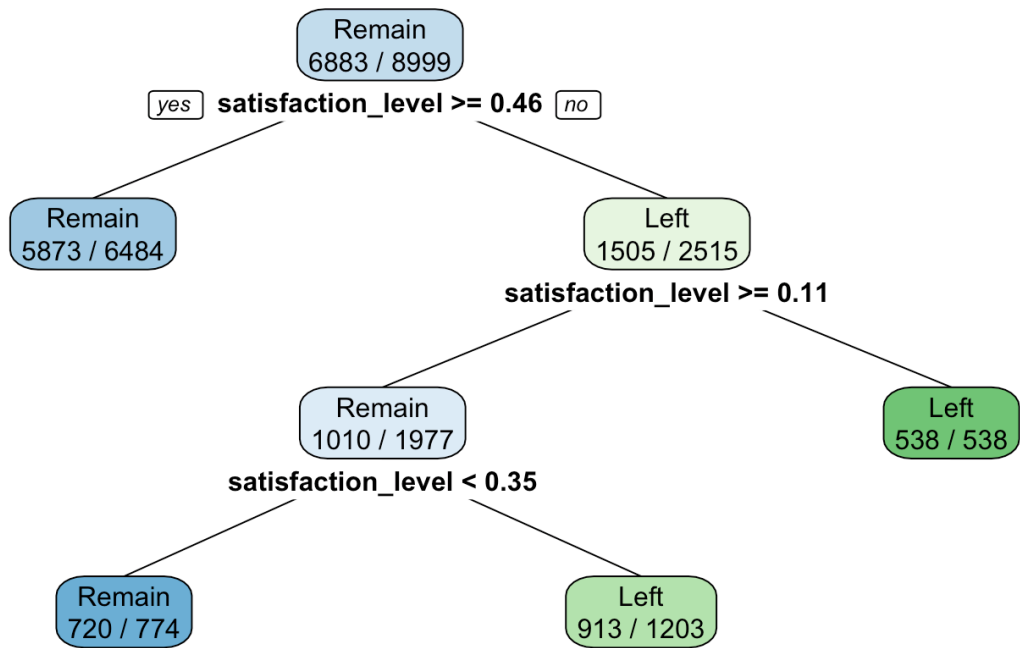 Remain
6883 / 8999
yes satisfaction_level >= 0.46 no
Remain
5873 / 6484
Left
1505 / 2515
satisfaction_level >= 0.11
Remain
1010 / 1977
Left
538 / 538
satisfaction_level < 0.35
Remain
720 / 774
Left
913 / 1203